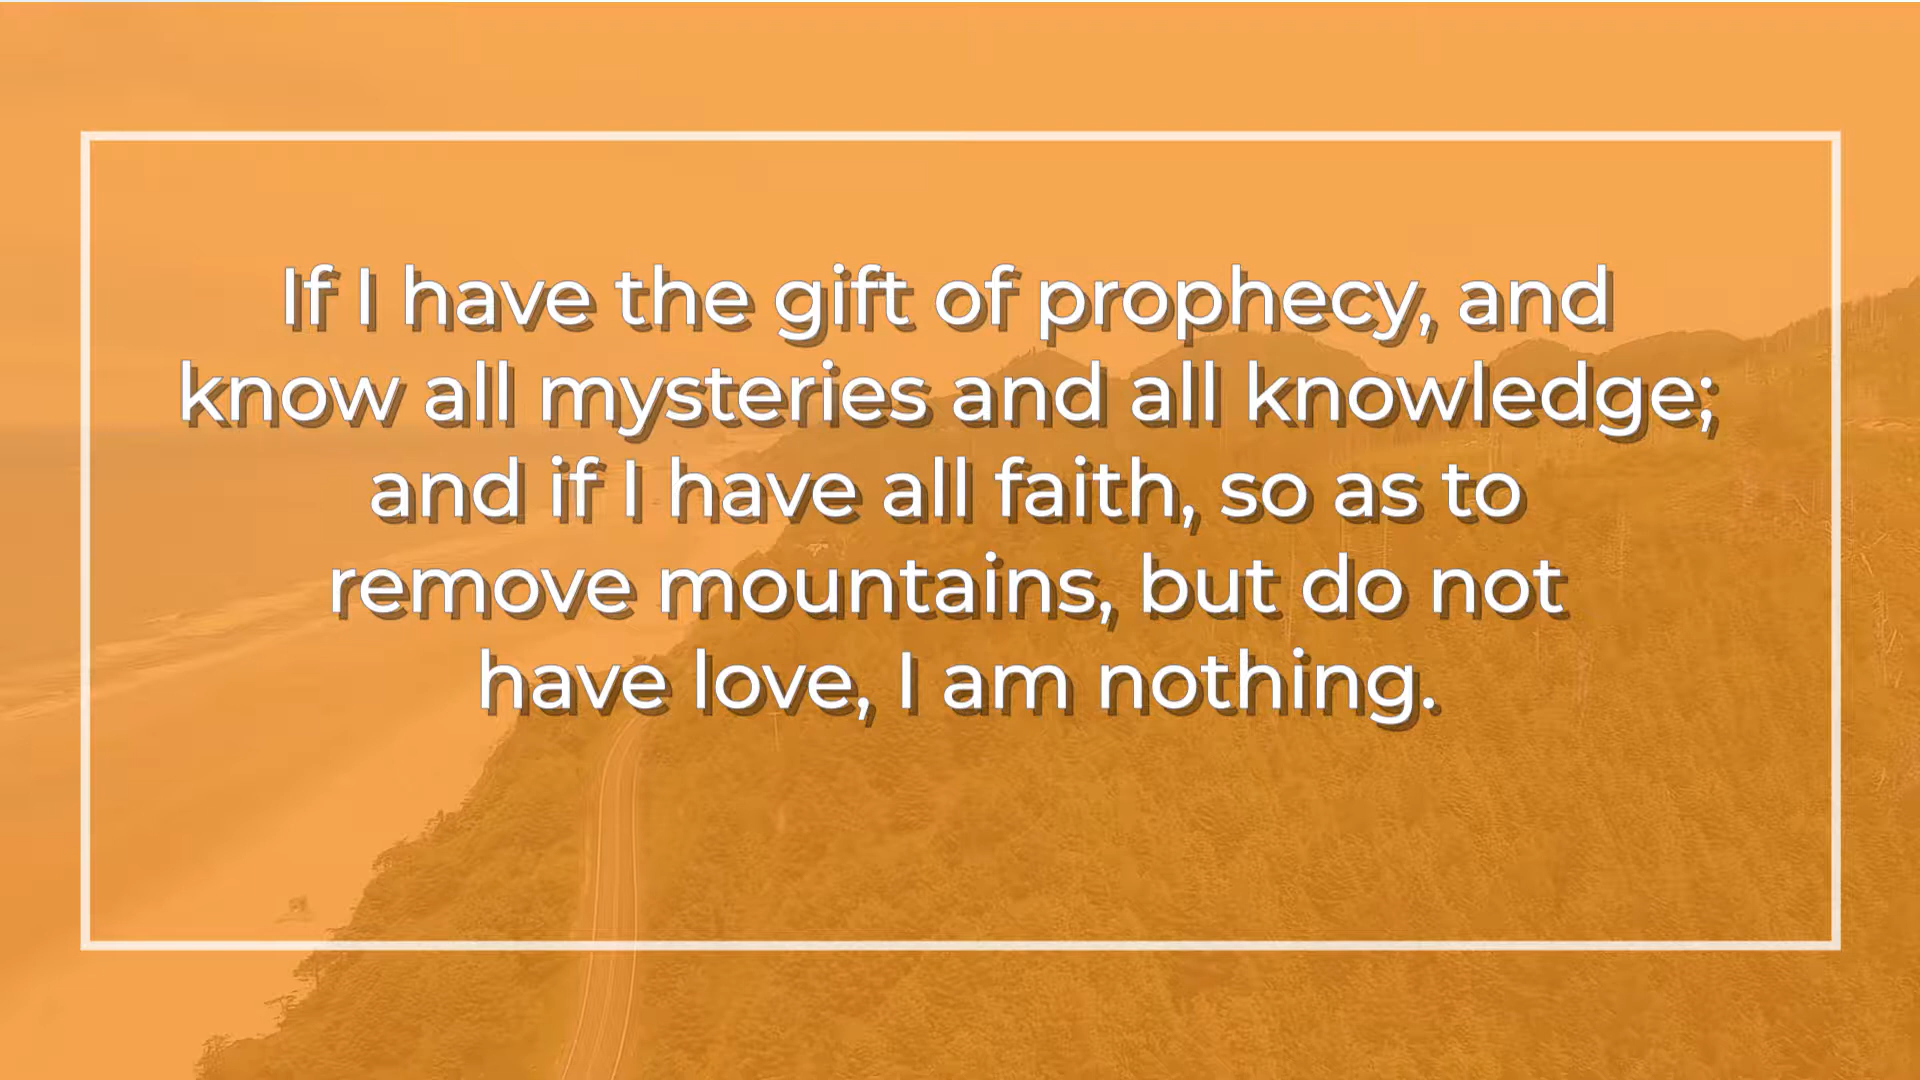 If I have the gift of prophecy, and
know all mysteries and all knowledge;
and if I have all faith, so as to
remove mountains, but do not
have love, I am nothing.